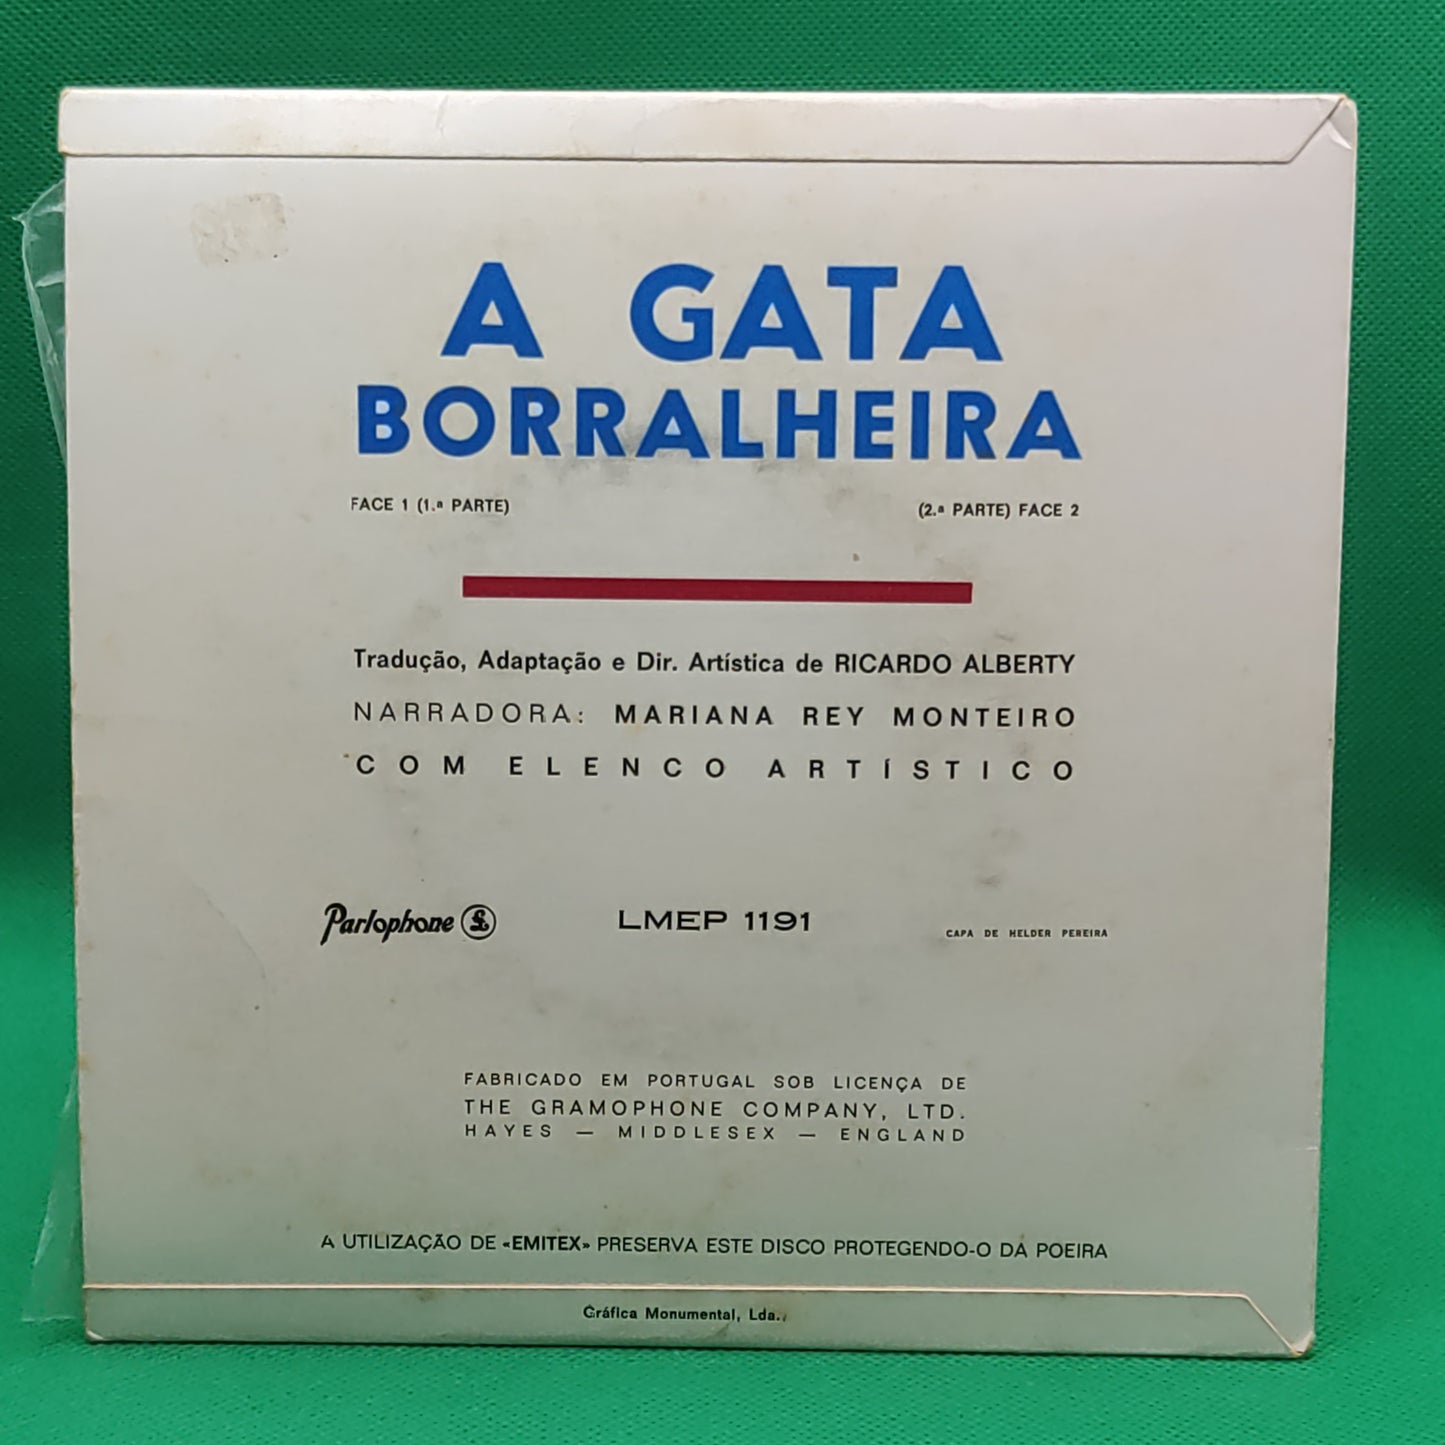 A GATA
BORRALHEIRA
FACE 1 (1.ª PARTE) (2.ª PARTE) FACE 2
Tradução, Adaptação e Dir. Artística de RICARDO ALBERTY
NARRADORA: MARIANA REY MONTEIRO
COM ELENCO ARTÍSTICO
Parlophone LMEP 1191 CAPA DE HELDER PEREIRA
FABRICADO EM PORTUGAL SOB LICENÇA DE
THE GRAMOPHONE COMPANY, LTD.
HAYES — MIDDLESEX — ENGLAND
A UTILIZAÇÃO DE «EMITEX» PRESERVA ESTE DISCO PROTEGENDO-O DA POEIRA
Gráfica Monumental, Lda.